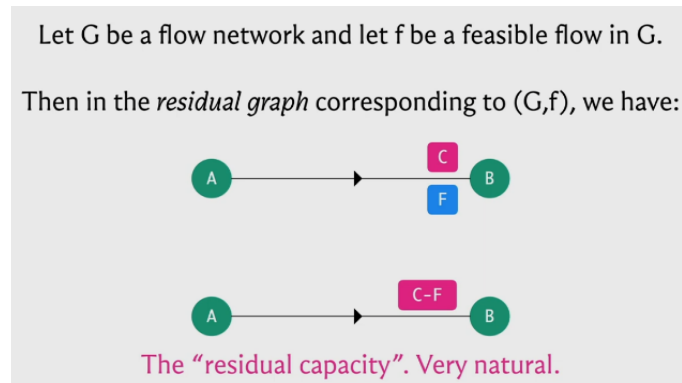 Let G be a flow network and let f be a feasible flow in G.
Then in the residual graph corresponding to (G,f), we have:
C
A
B
F
C-F
A
B
The “residual capacity”. Very natural.